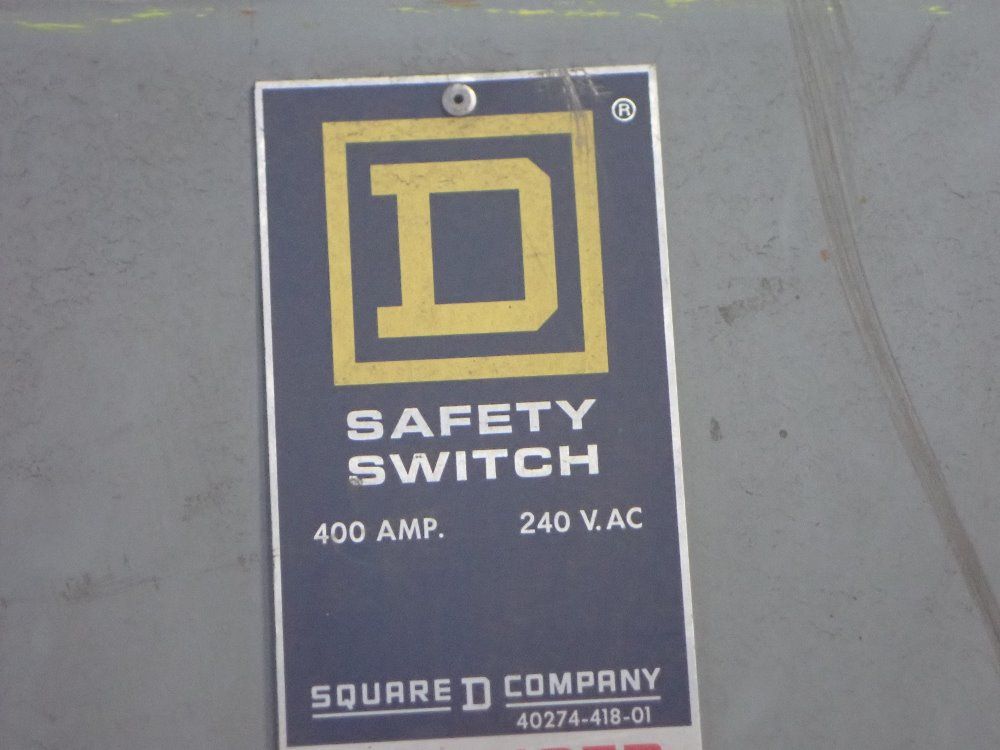 ®
D
SAFETY
SWITCH
400 AMP. 240 V. AC
SQUARE D COMPANY
40274-418-01